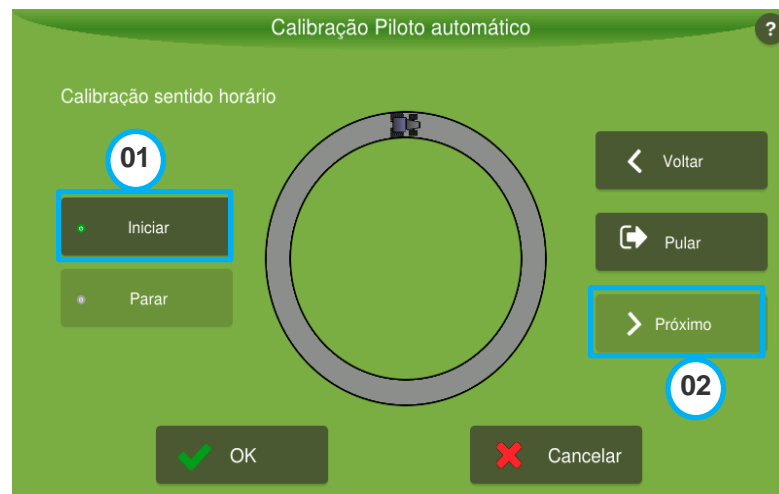 Calibração Piloto automático
?
Calibração sentido horário
01
Iniciar
Parar
Voltar
Pular
Próximo
02
OK
Cancelar